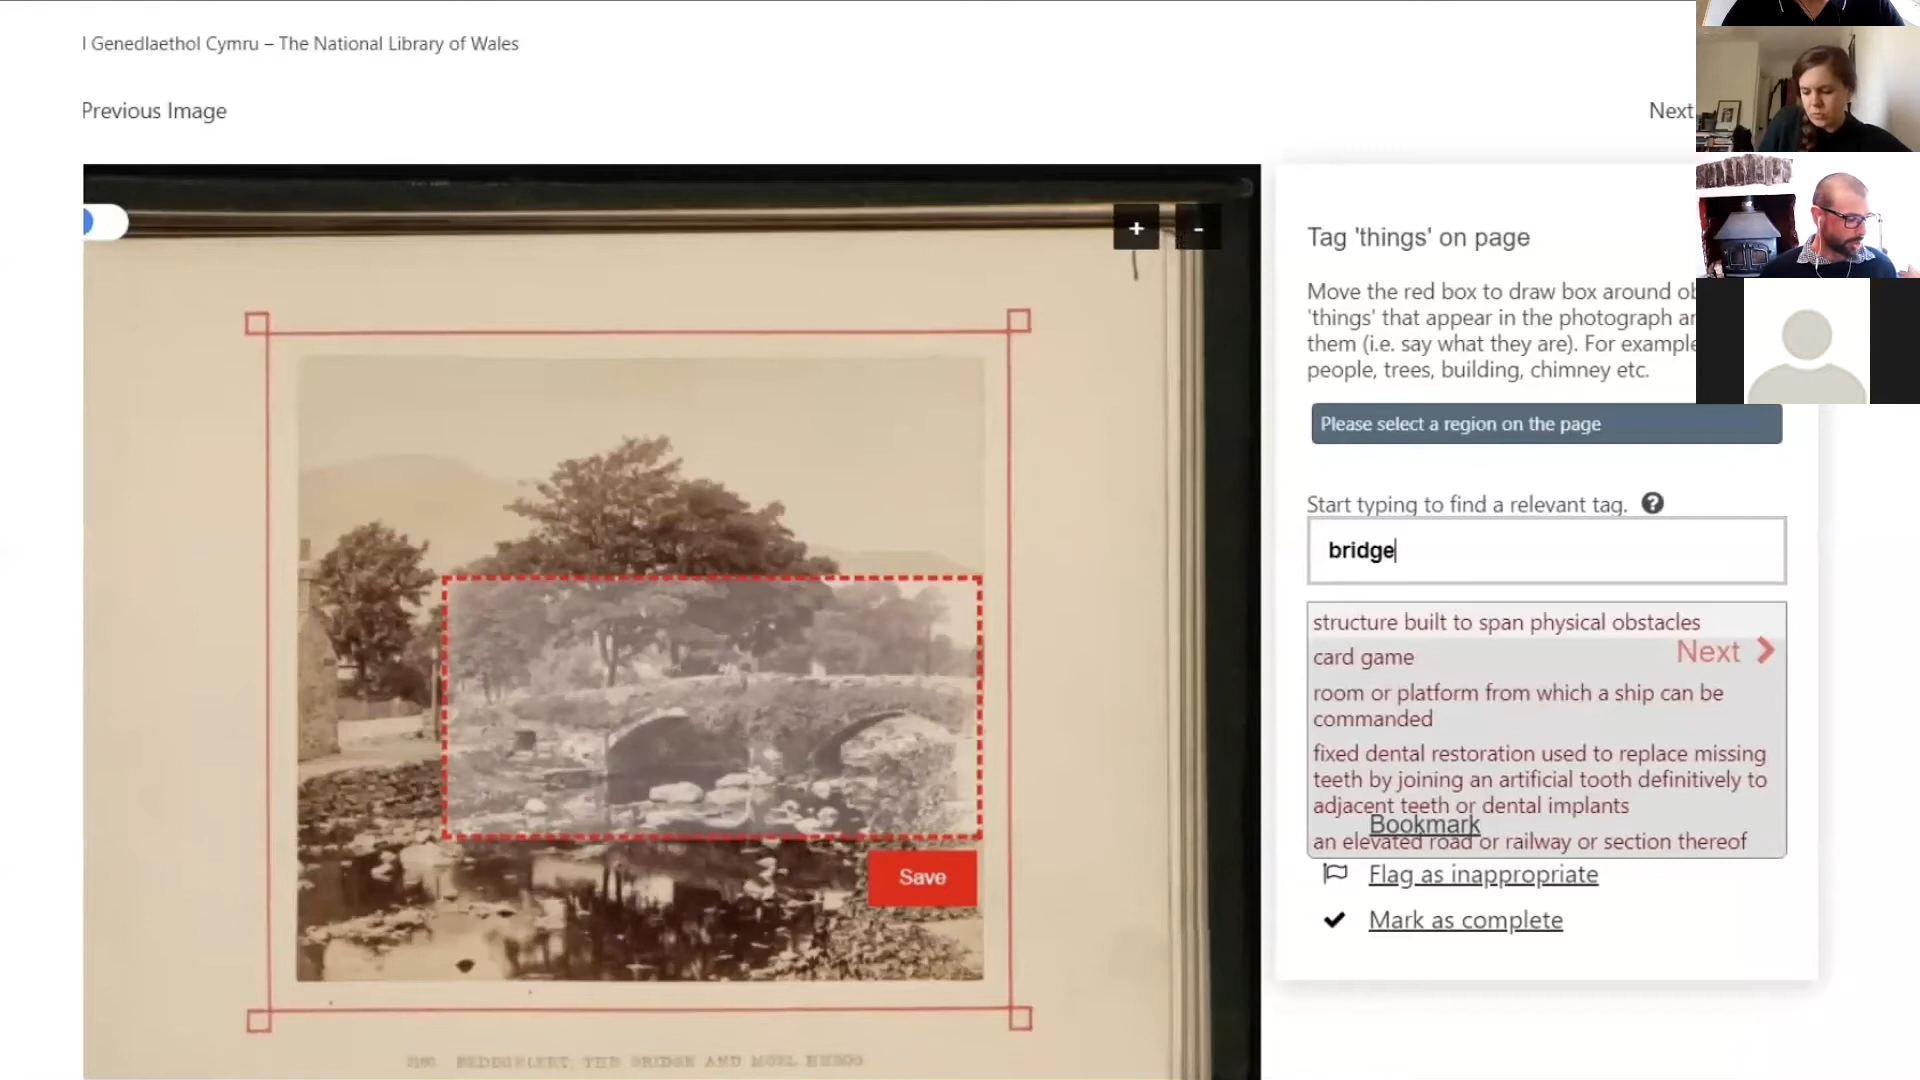 l Genedlaethol Cymru – The National Library of Wales
Previous Image
Next
+
-
Tag 'things' on page
Move the red box to draw box around
'things' that appear in the photograph
them (i.e. say what they are). For example
people, trees, building, chimney etc.
Please select a region on the page
Start typing to find a relevant tag. ?
bridge
structure built to span physical obstacles
Next
card game
room or platform from which a ship can be
commanded
fixed dental restoration used to replace missing
teeth by joining an artificial tooth definitively to
adjacent teeth or dental implants
Bookmark
an elevated road or railway or section thereof
Save
Flag as inappropriate
Mark as complete
THE BRIDGE AND MOEL